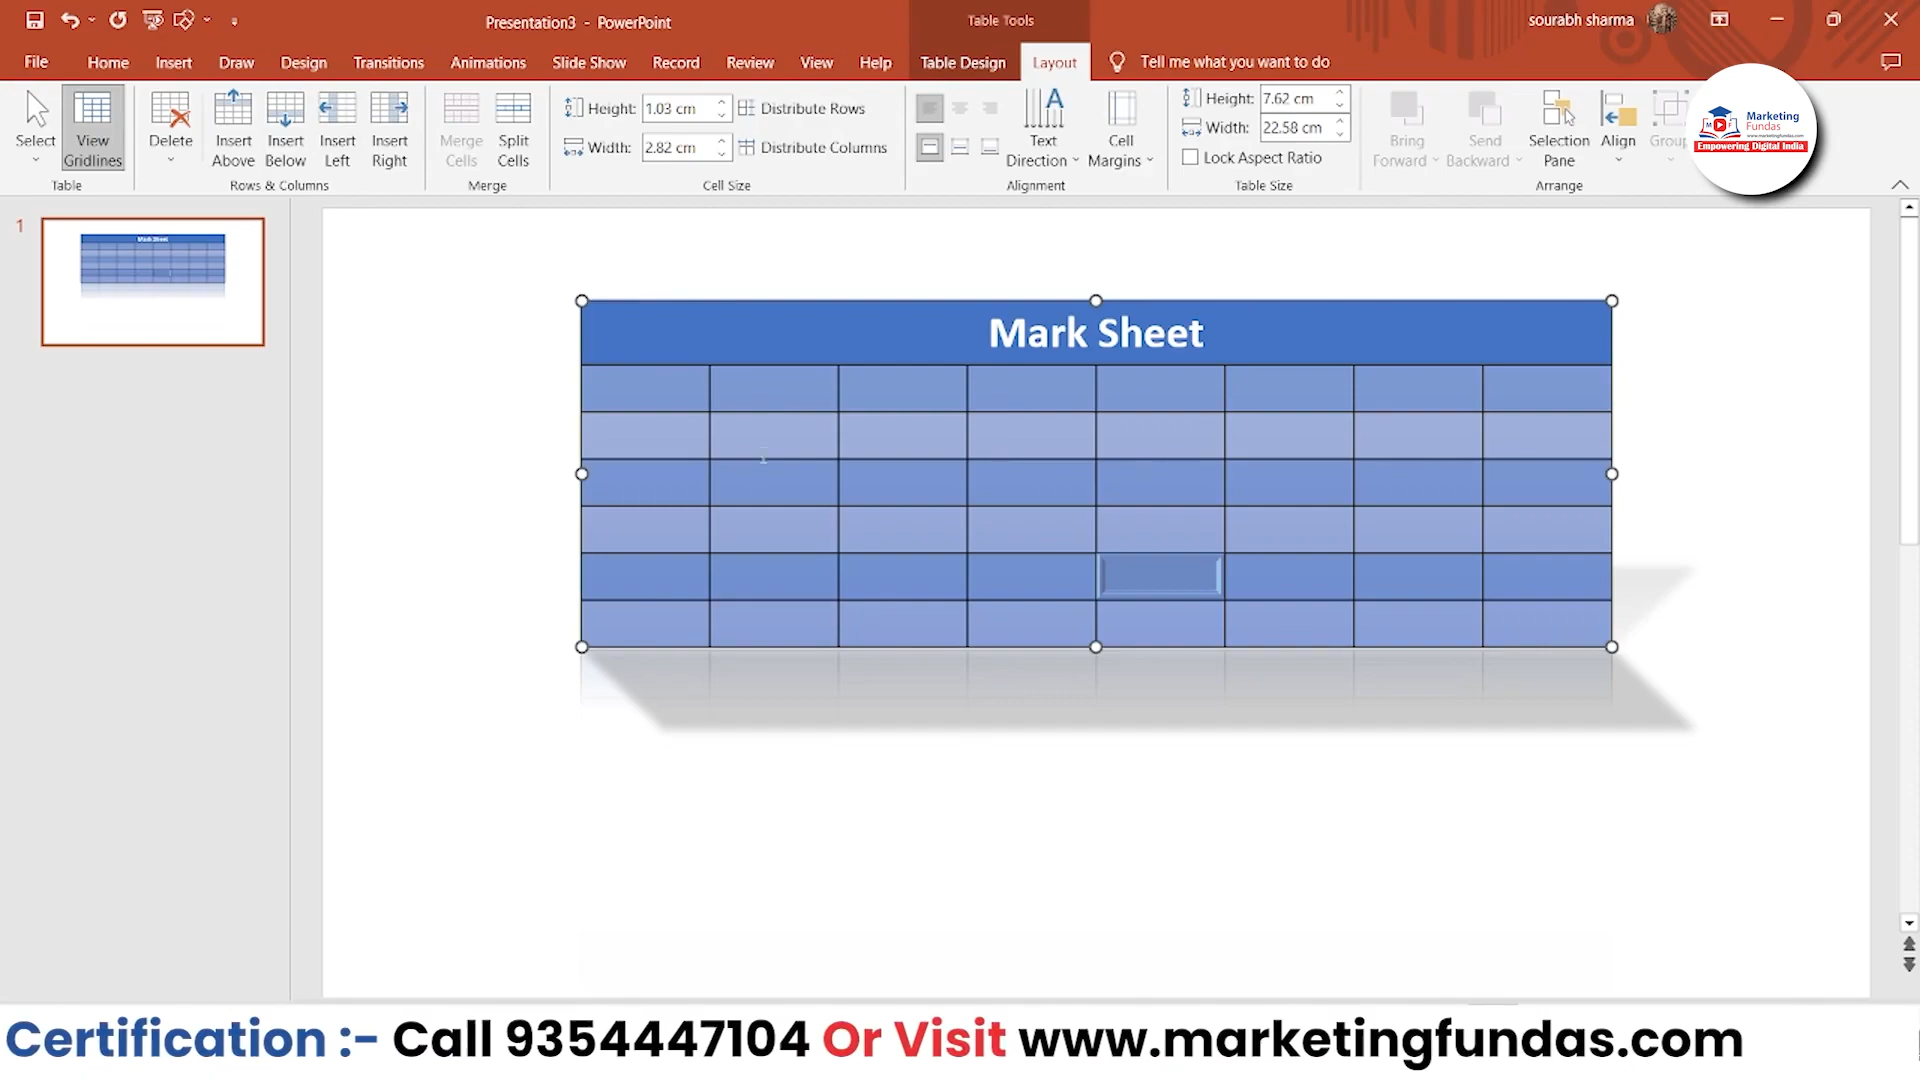 Presentation3 - PowerPoint
Table Tools
sourabh sharma
File Home Insert Draw Design Transitions Animations Slide Show Record Review View Help Table Design Layout Tell me what you want to do
Select
View Gridlines
Table
Delete
Insert Above
Insert Below
Insert Left
Insert Right
Rows & Columns
Merge Cells
Split Cells
Merge
Height: 1.03 cm Distribute Rows
Width: 2.82 cm Distribute Columns
Cell Size
Text Direction
Cell Margins
Alignment
Height: 7.62 cm
Width: 22.58 cm
Lock Aspect Ratio
Table Size
Bring Forward
Send Backward
Selection Pane
Align
Group
Arrange
Marketing
Fundas
www.marketingfundas.com
Empowering Digital India
1
Mark Sheet
Mark Sheet
Certification :- Call 9354447104 Or Visit www.marketingfundas.com